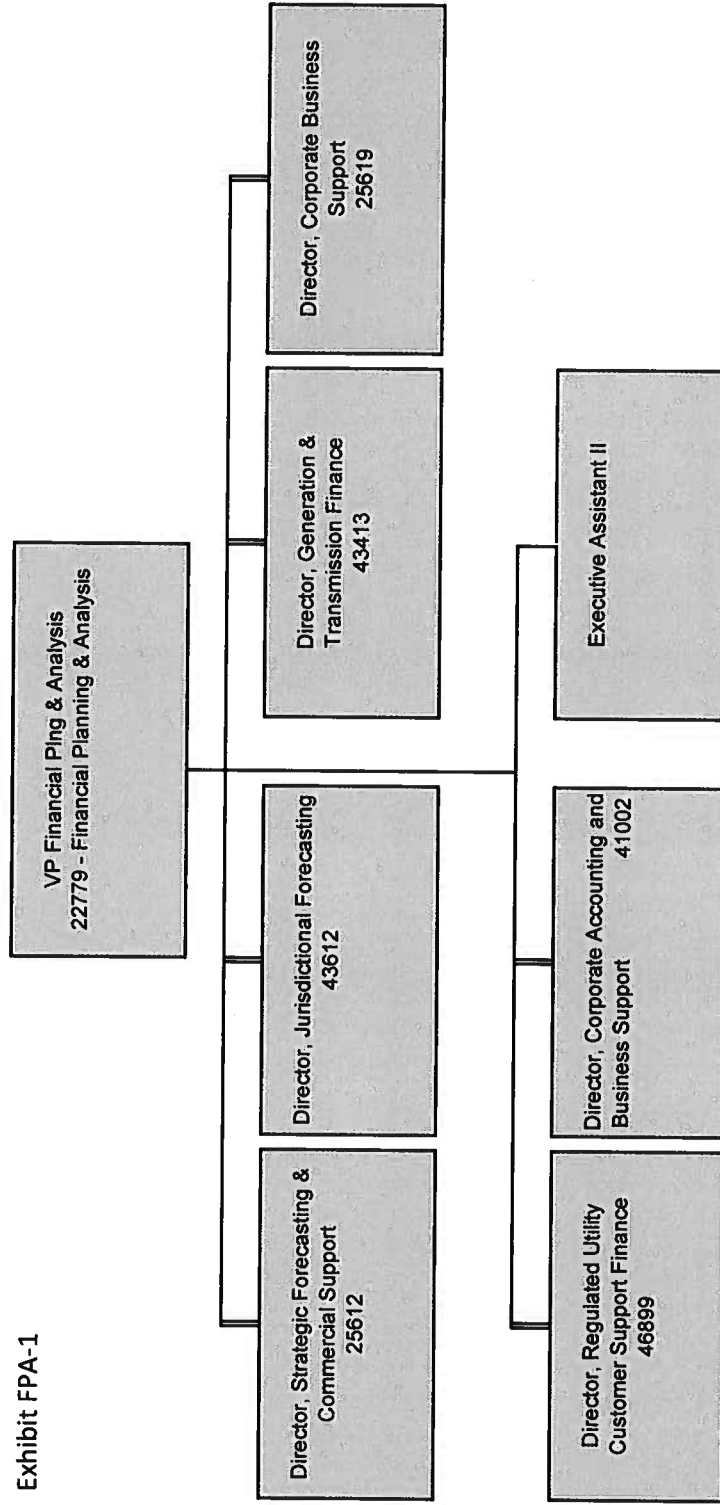 Exhibit FPA-1
VP Financial Plng & Analysis
22779 - Financial Planning & Analysis
Director, Strategic Forecasting &
Commercial Support
25612
Director, Jurisdictional Forecasting
43612
Director, Generation &
Transmission Finance
43413
Director, Corporate Business
Support
25619
Director, Regulated Utility
Customer Support Finance
46899
Director, Corporate Accounting and
Business Support 41002
Executive Assistant II